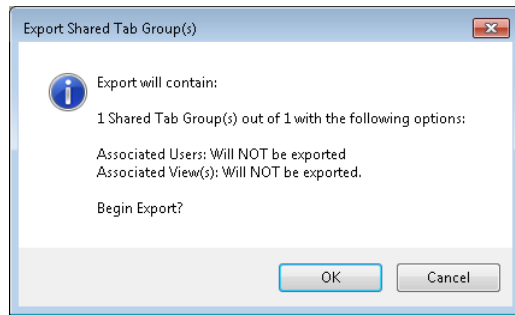 Export Shared Tab Group(s)
Export will contain:
1 Shared Tab Group(s) out of 1 with the following options:
Associated Users: Will NOT be exported
Associated View(s): Will NOT be exported.
Begin Export?
OK
Cancel